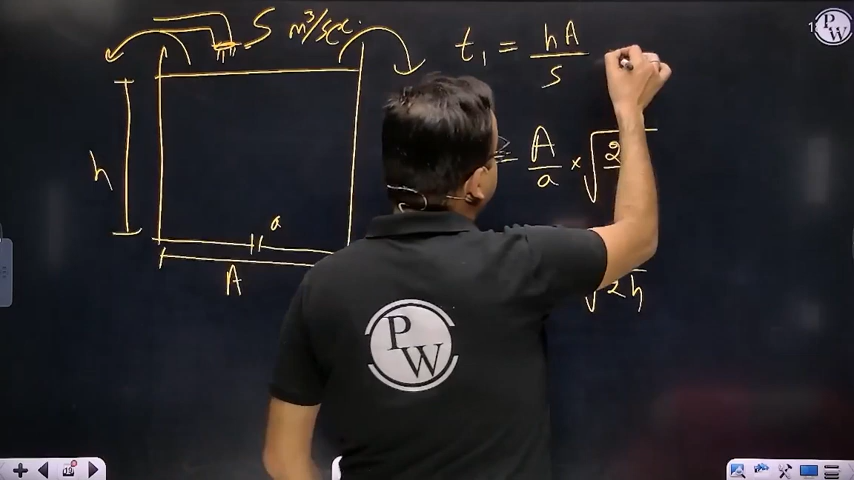 S m³/sec.
t₁ = hA/S
h
= A/a × √2
a
A
√2h
PW
PW